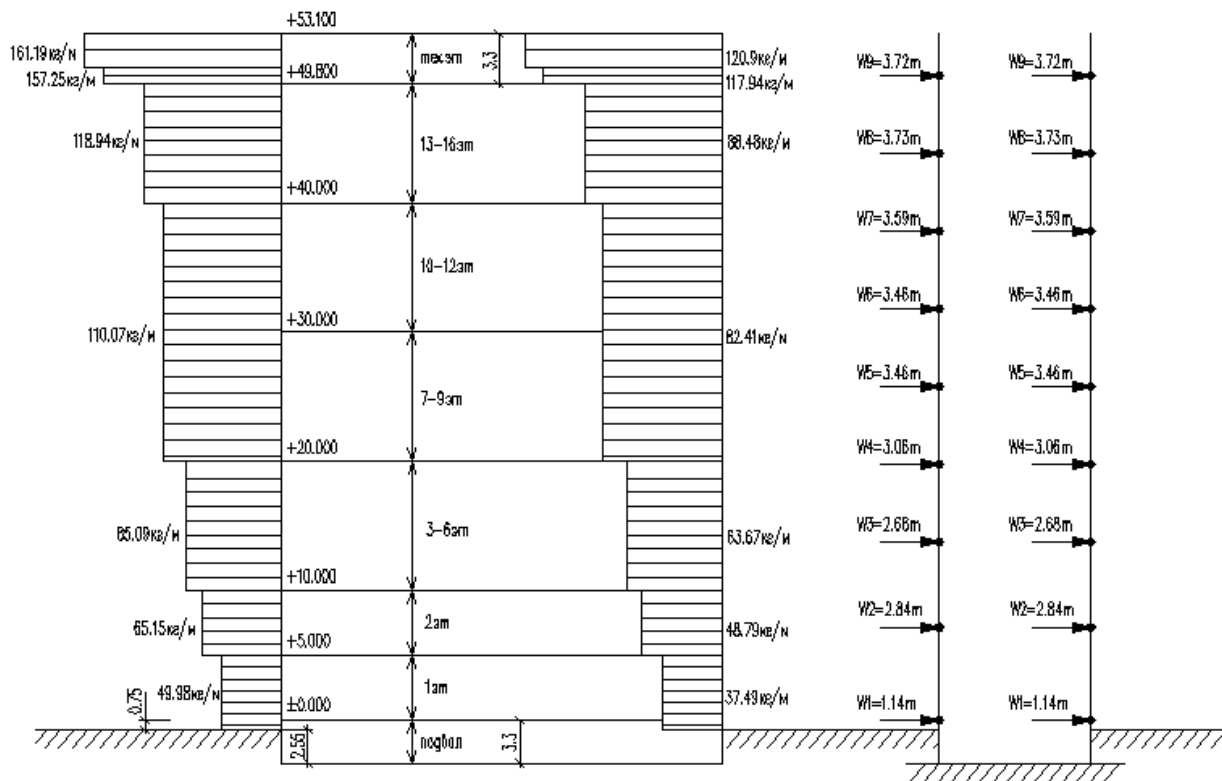 +53.100
161.19кг/м
мех.эт
3.3
120.9кг/м
+49.800
157.25кг/м
117.94кг/м
118.94кг/м
13-16эт
88.48кг/м
+40.000
10-12эт
+30.000
110.07кг/м
82.41кг/м
7-9эт
+20.000
85.09кг/м
3-6эт
63.67кг/м
+10.000
65.15кг/м
2эт
48.79кг/м
+5.000
0.75
49.98кг/м
1эт
37.49кг/м
±0.000
2.55
подвал
3.3
W9=3.72т W9=3.72т
W8=3.73т W8=3.73т
W7=3.59т W7=3.59т
W6=3.46т W6=3.46т
W5=3.46т W5=3.46т
W4=3.06т W4=3.06т
W3=2.68т W3=2.68т
W2=2.84т W2=2.84т
W1=1.14т W1=1.14т